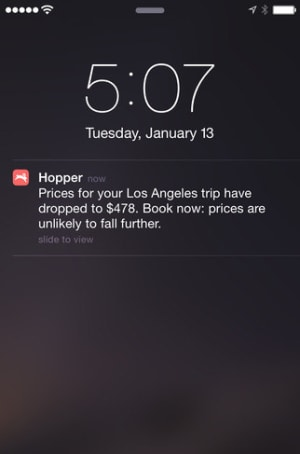 5:07
Tuesday, January 13
Hopper now
Prices for your Los Angeles trip have
dropped to $478. Book now: prices are
unlikely to fall further.
slide to view